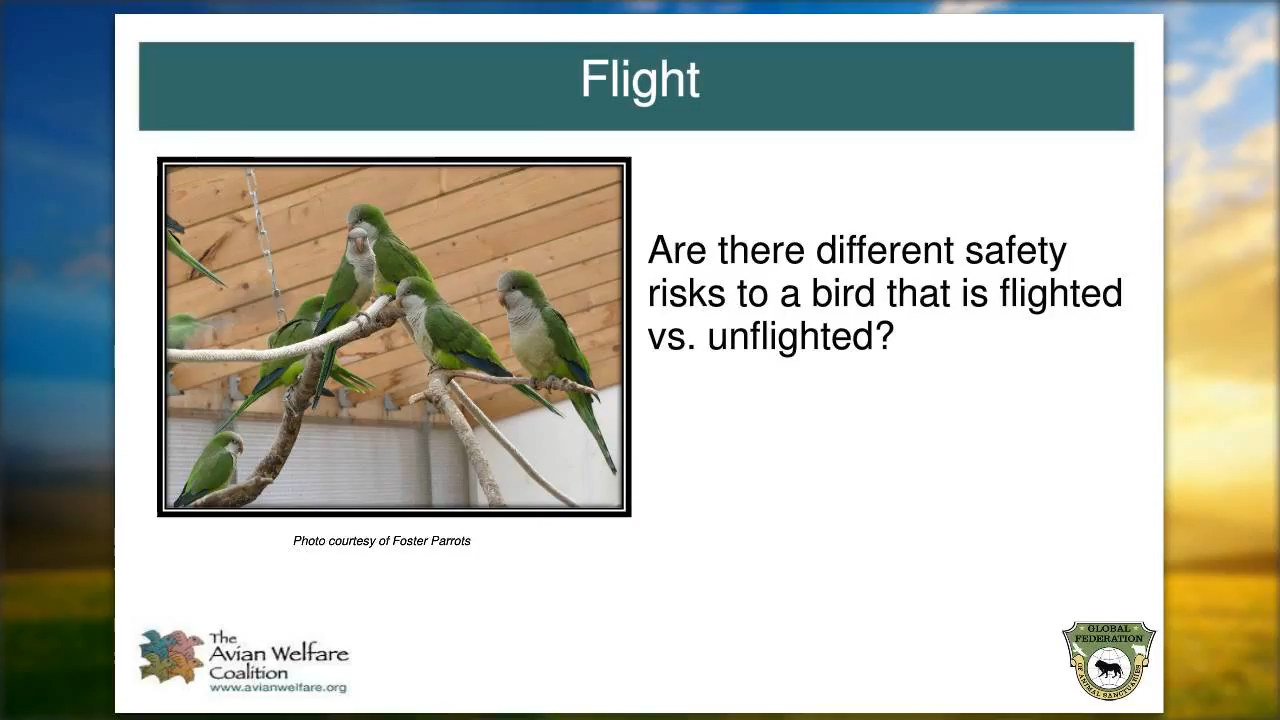 Flight
Are there different safety
risks to a bird that is flighted
vs. unflighted?
Photo courtesy of Foster Parrots
The
Avian Welfare
Coalition
www.avianwelfare.org
GLOBAL
FEDERATION
OF ANIMAL SANCTUARIES